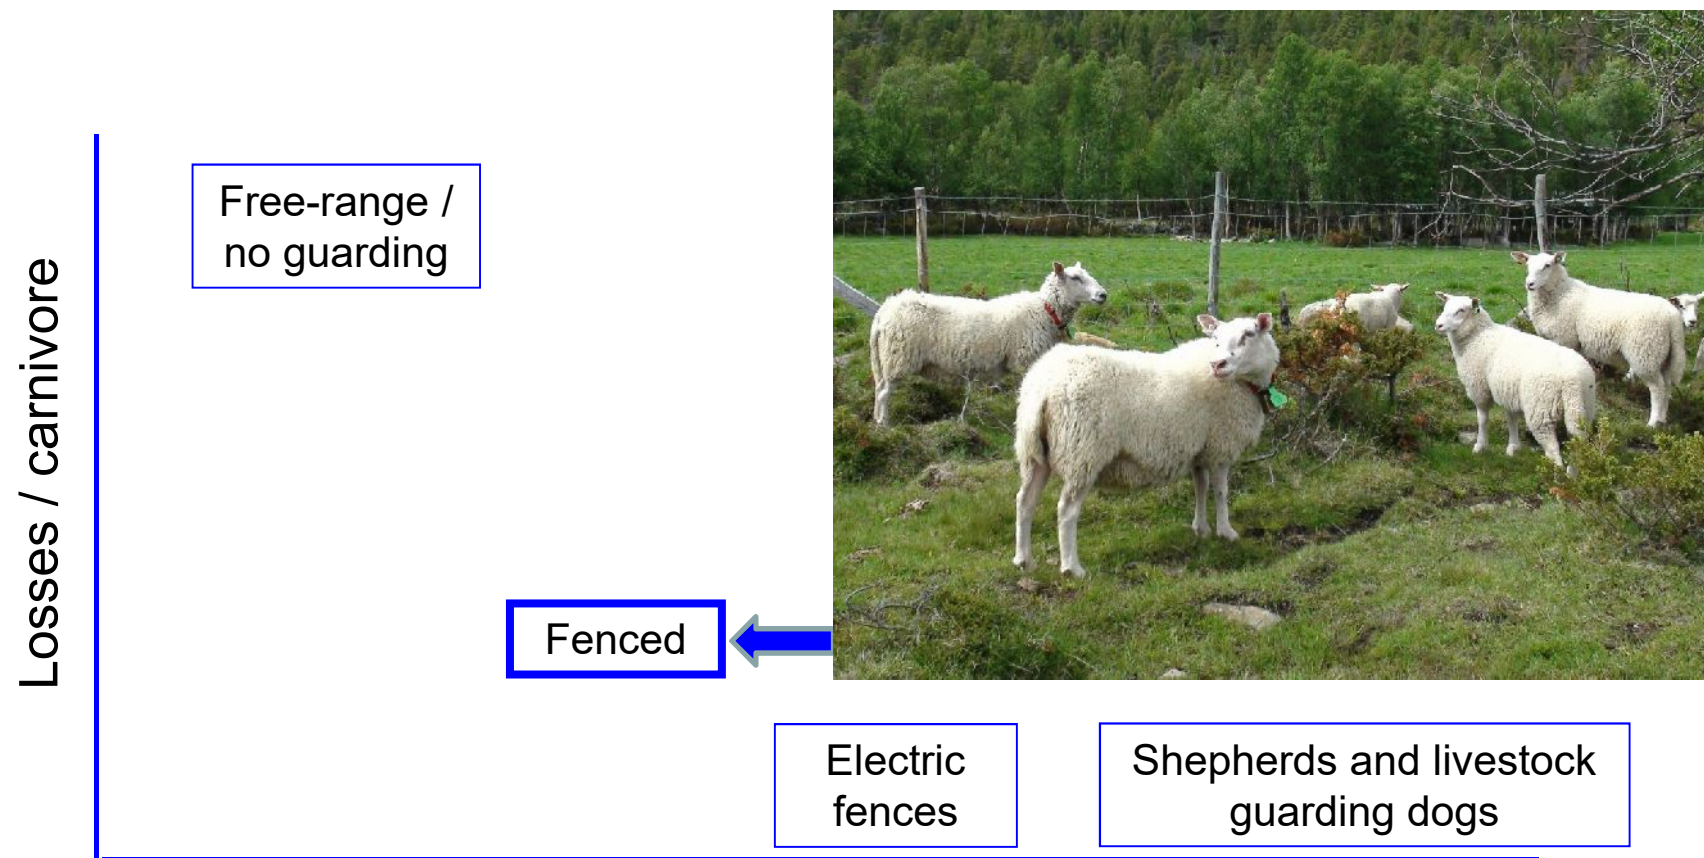 Free-range /
no guarding
Losses / carnivore
Fenced
Electric
fences
Shepherds and livestock
guarding dogs